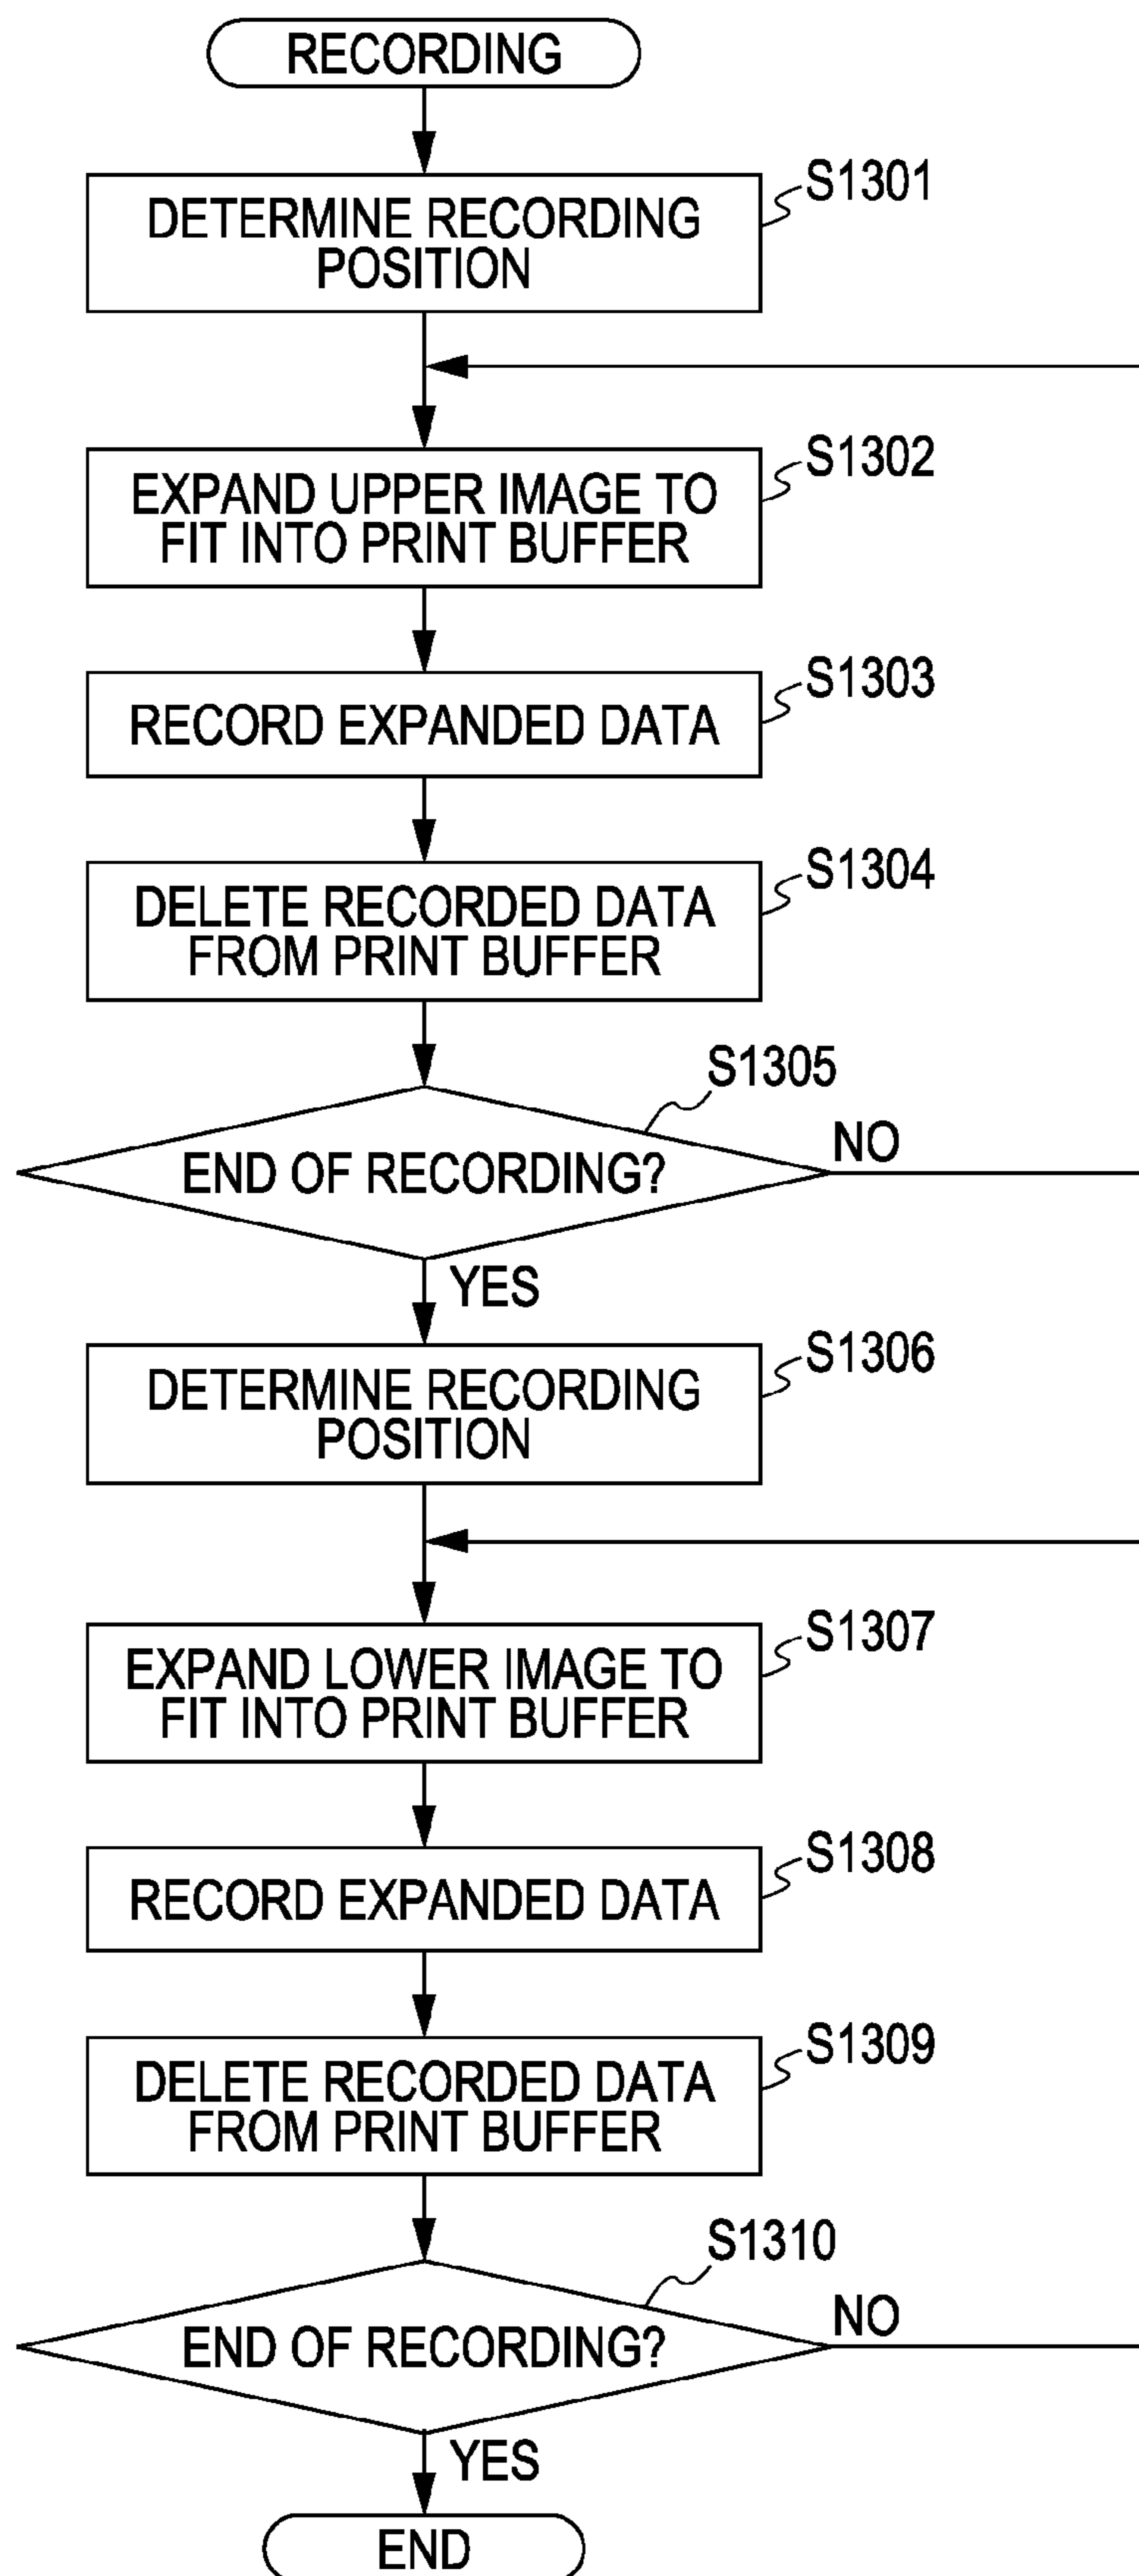 RECORDING
S1301
DETERMINE RECORDING
POSITION
S1302
EXPAND UPPER IMAGE TO
FIT INTO PRINT BUFFER
S1303
RECORD EXPANDED DATA
S1304
DELETE RECORDED DATA
FROM PRINT BUFFER
S1305
END OF RECORDING?
NO
YES
S1306
DETERMINE RECORDING
POSITION
S1307
EXPAND LOWER IMAGE TO
FIT INTO PRINT BUFFER
S1308
RECORD EXPANDED DATA
S1309
DELETE RECORDED DATA
FROM PRINT BUFFER
S1310
END OF RECORDING?
NO
YES
END